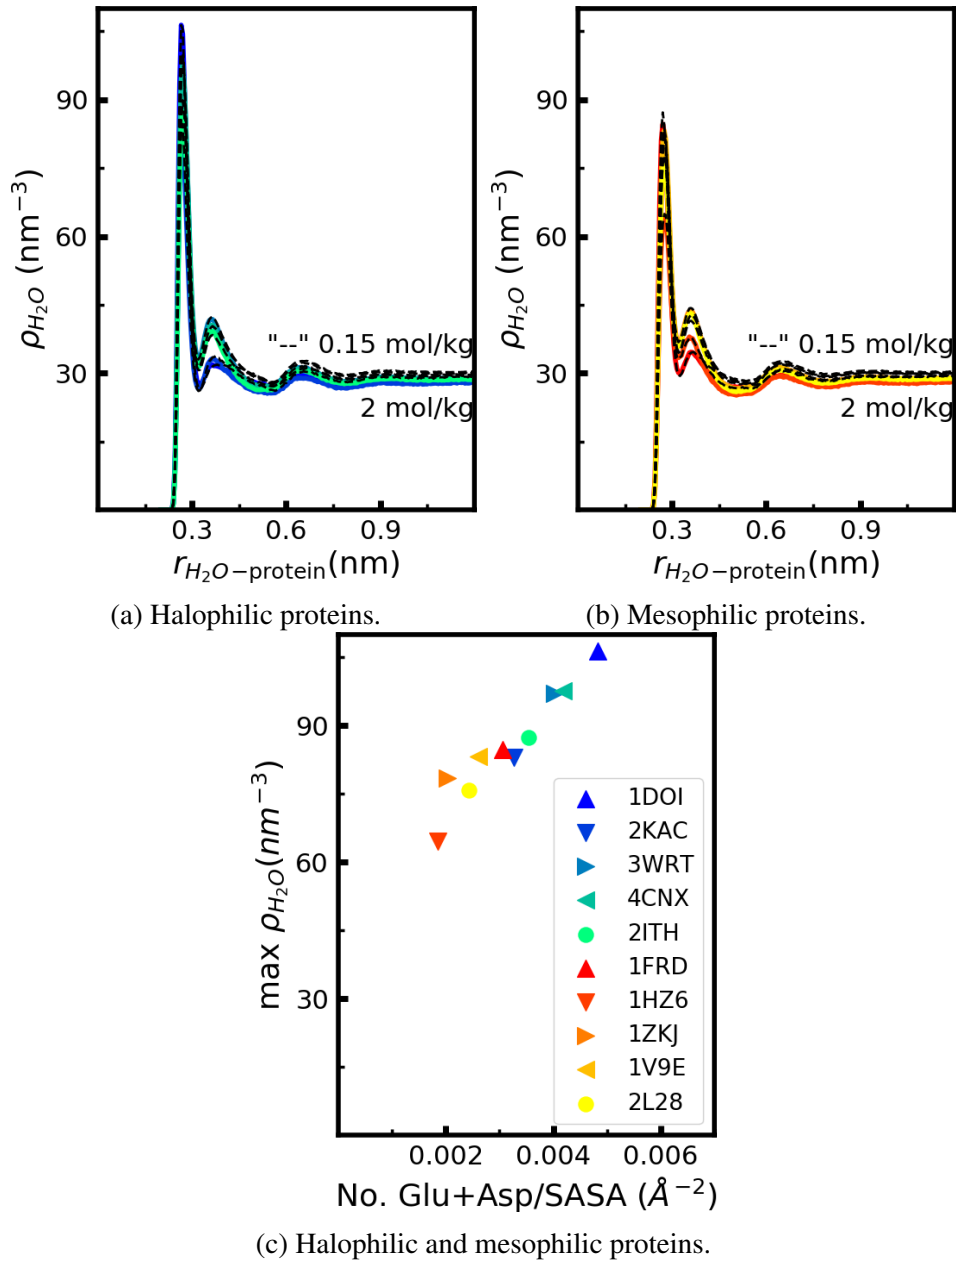 90
60
30
ρH₂O (nm⁻³)
"--" 0.15 mol/kg
2 mol/kg
0.3 0.6 0.9
rH₂O−protein(nm)
(a) Halophilic proteins.
90
60
30
ρH₂O (nm⁻³)
"--" 0.15 mol/kg
2 mol/kg
0.3 0.6 0.9
rH₂O−protein(nm)
(b) Mesophilic proteins.
90
60
30
max ρH₂O(nm⁻³)
1DOI
2KAC
3WRT
4CNX
2ITH
1FRD
1HZ6
1ZKJ
1V9E
2L28
0.002 0.004 0.006
No. Glu+Asp/SASA (Å⁻²)
(c) Halophilic and mesophilic proteins.